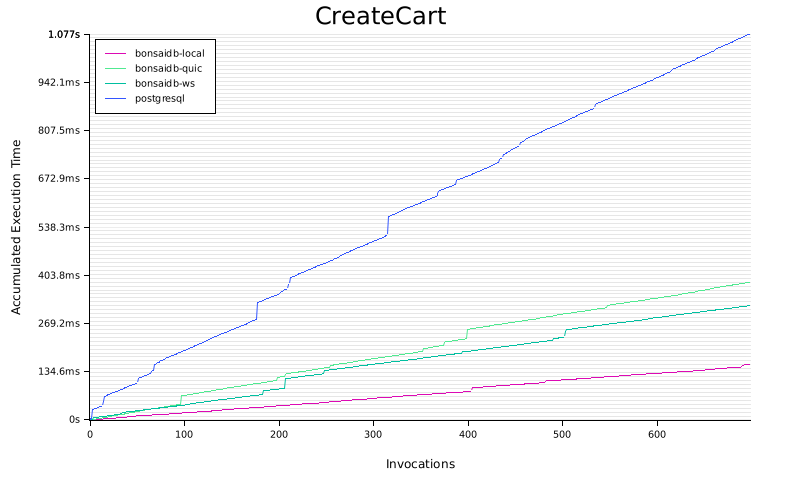 CreateCart
1.077s
942.1ms
807.5ms
672.9ms
538.3ms
403.8ms
269.2ms
134.6ms
0s
bonsaidb-local
bonsaidb-quic
bonsaidb-ws
postgresql
Accumulated Execution Time
0 100 200 300 400 500 600
Invocations